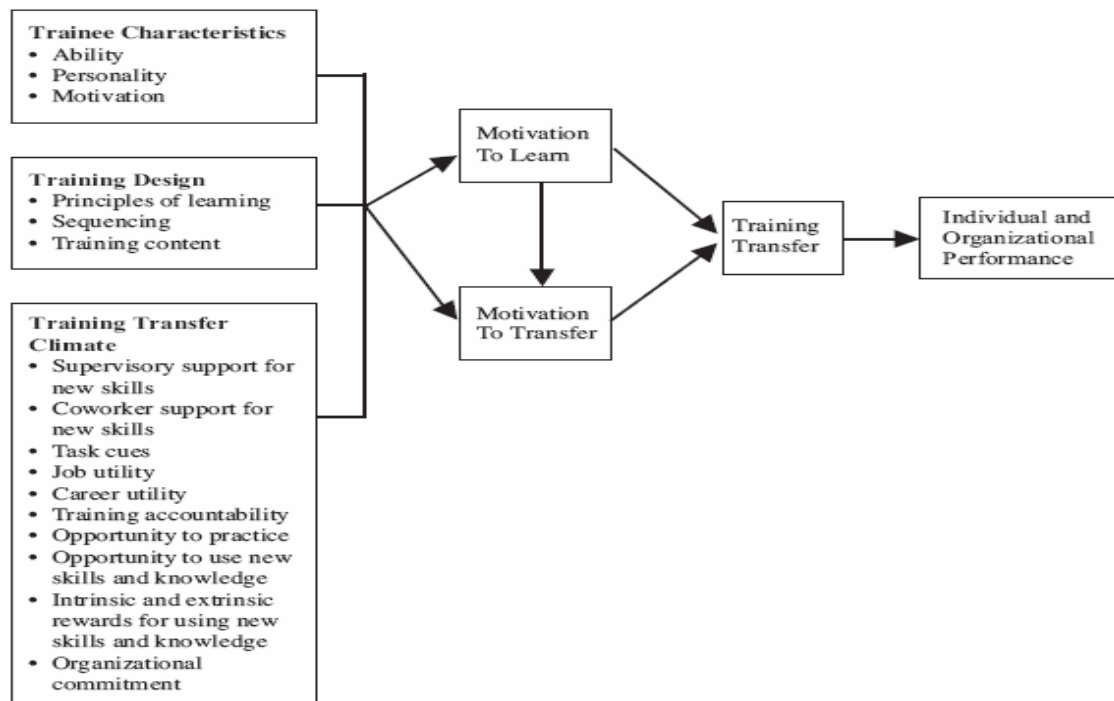 Trainee Characteristics
• Ability
• Personality
• Motivation
Training Design
• Principles of learning
• Sequencing
• Training content
Training Transfer
Climate
• Supervisory support for
new skills
• Coworker support for
new skills
• Task cues
• Job utility
• Career utility
• Training accountability
• Opportunity to practice
• Opportunity to use new
skills and knowledge
• Intrinsic and extrinsic
rewards for using new
skills and knowledge
• Organizational
commitment
Motivation
To Learn
Motivation
To Transfer
Training
Transfer
Individual and
Organizational
Performance